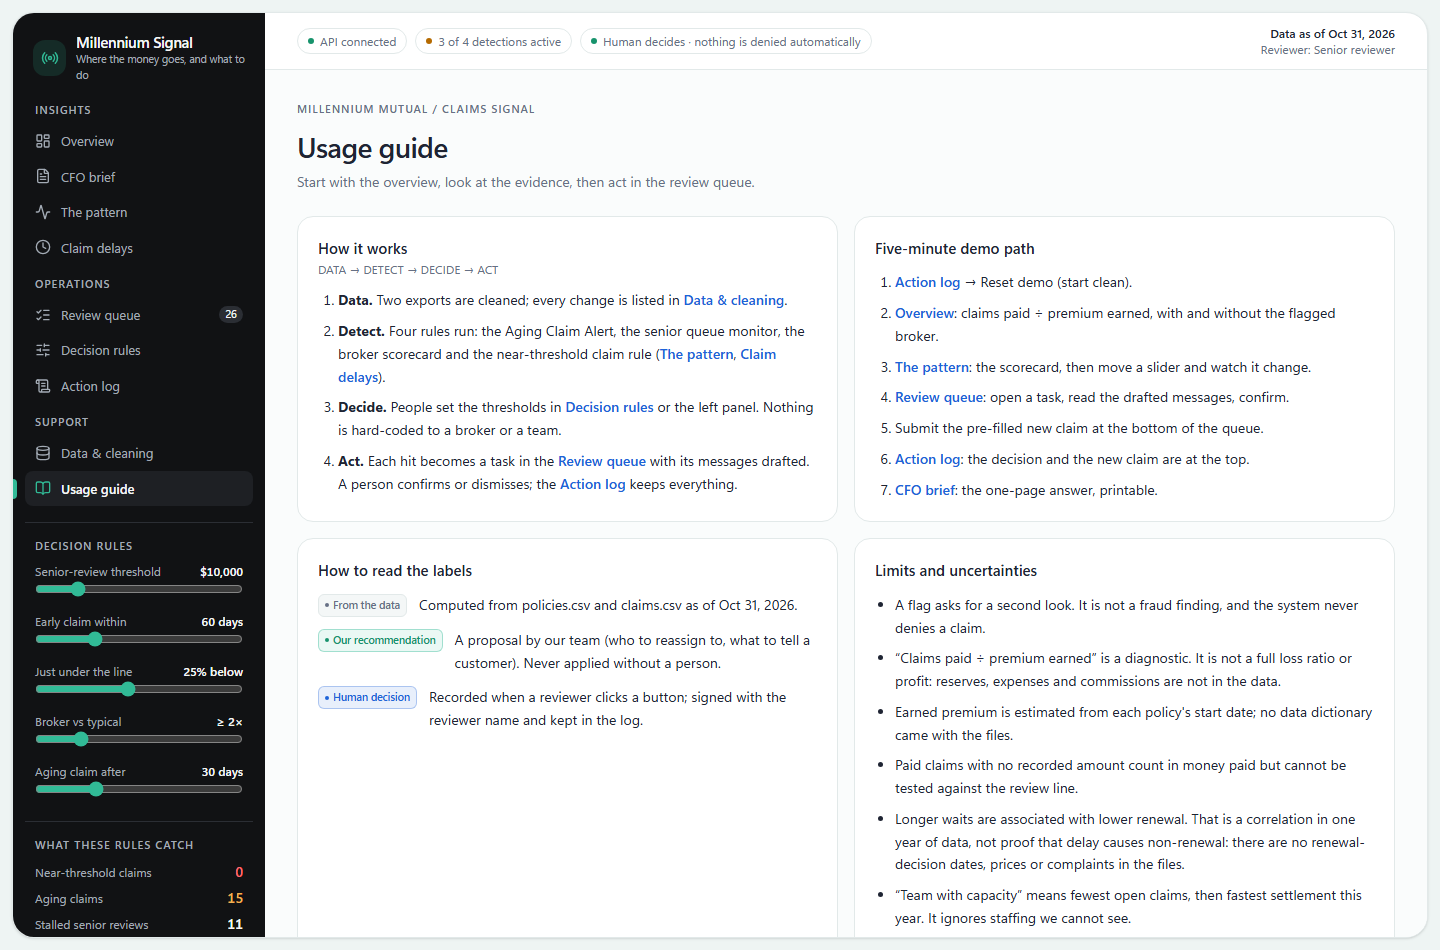 Millennium Signal
Where the money goes, and what to
do
INSIGHTS
Overview
CFO brief
The pattern
Claim delays
OPERATIONS
Review queue 26
Decision rules
Action log
SUPPORT
Data & cleaning
Usage guide
DECISION RULES
Senior-review threshold $10,000
Early claim within 60 days
Just under the line 25% below
Broker vs typical ≥ 2×
Aging claim after 30 days
WHAT THESE RULES CATCH
Near-threshold claims 0
Aging claims 15
Stalled senior reviews 11
API connected
3 of 4 detections active
Human decides · nothing is denied automatically
Data as of Oct 31, 2026
Reviewer: Senior reviewer
MILLENNIUM MUTUAL / CLAIMS SIGNAL
Usage guide
Start with the overview, look at the evidence, then act in the review queue.
How it works
DATA → DETECT → DECIDE → ACT
1. Data. Two exports are cleaned; every change is listed in Data & cleaning.
2. Detect. Four rules run: the Aging Claim Alert, the senior queue monitor, the
broker scorecard and the near-threshold claim rule (The pattern, Claim
delays).
3. Decide. People set the thresholds in Decision rules or the left panel. Nothing
is hard-coded to a broker or a team.
4. Act. Each hit becomes a task in the Review queue with its messages drafted.
A person confirms or dismisses; the Action log keeps everything.
Five-minute demo path
1. Action log → Reset demo (start clean).
2. Overview: claims paid ÷ premium earned, with and without the flagged
broker.
3. The pattern: the scorecard, then move a slider and watch it change.
4. Review queue: open a task, read the drafted messages, confirm.
5. Submit the pre-filled new claim at the bottom of the queue.
6. Action log: the decision and the new claim are at the top.
7. CFO brief: the one-page answer, printable.
How to read the labels
• From the data Computed from policies.csv and claims.csv as of Oct 31, 2026.
• Our recommendation A proposal by our team (who to reassign to, what to tell a
customer). Never applied without a person.
• Human decision Recorded when a reviewer clicks a button; signed with the
reviewer name and kept in the log.
Limits and uncertainties
• A flag asks for a second look. It is not a fraud finding, and the system never
denies a claim.
• “Claims paid ÷ premium earned” is a diagnostic. It is not a full loss ratio or
profit: reserves, expenses and commissions are not in the data.
• Earned premium is estimated from each policy's start date; no data dictionary
came with the files.
• Paid claims with no recorded amount count in money paid but cannot be
tested against the review line.
• Longer waits are associated with lower renewal. That is a correlation in one
year of data, not proof that delay causes non-renewal: there are no renewal-
decision dates, prices or complaints in the files.
• “Team with capacity” means fewest open claims, then fastest settlement this
year. It ignores staffing we cannot see.